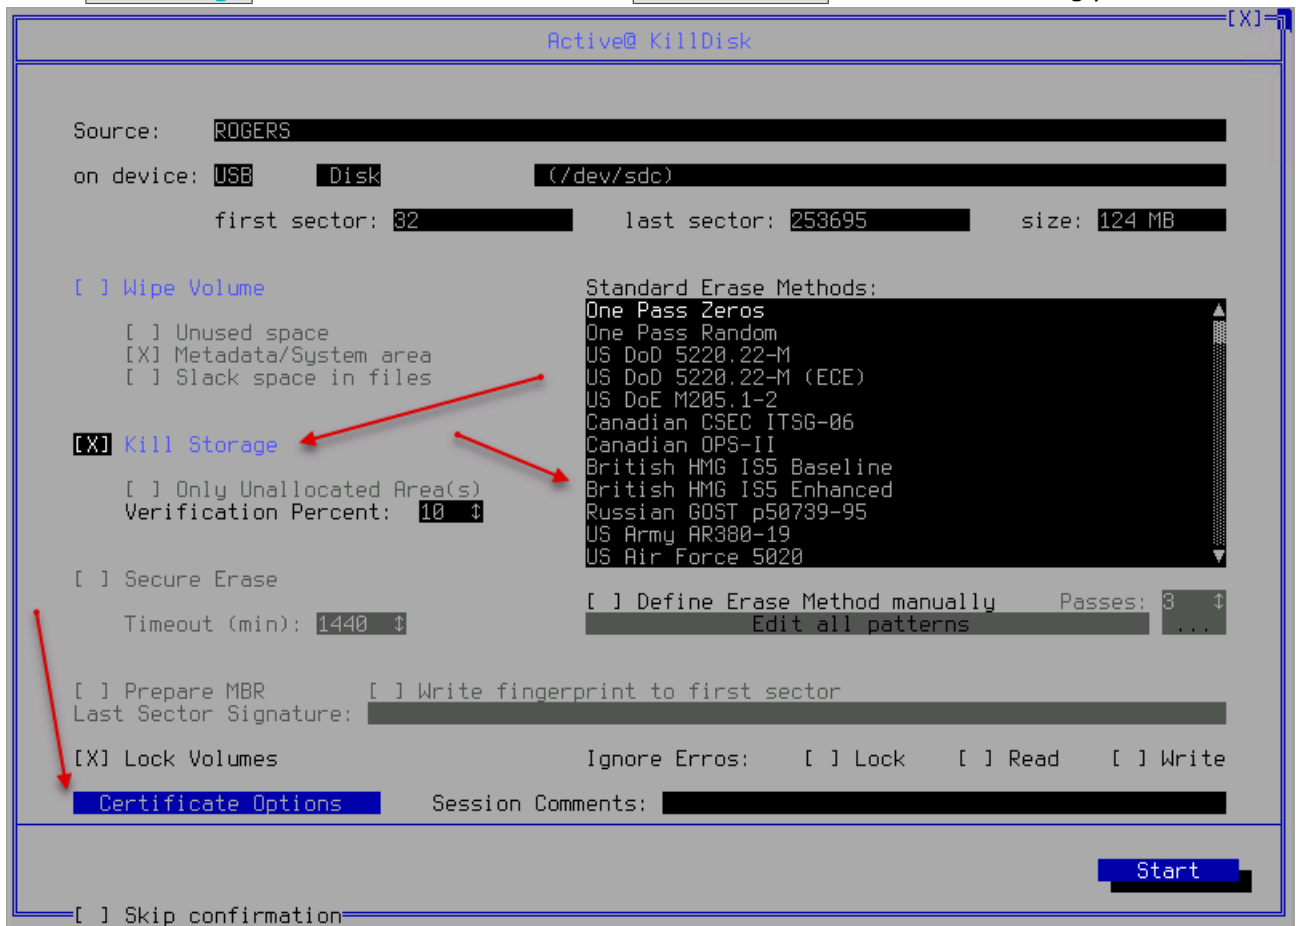 [X]
Active@ KillDisk
Source: ROGERS
on device: USB Disk (/dev/sdc)
first sector: 32 last sector: 253695 size: 124 MB
[ ] Wipe Volume
[ ] Unused space
[X] Metadata/System area
[ ] Slack space in files
[X] Kill Storage
[ ] Only Unallocated Area(s)
Verification Percent: 10
[ ] Secure Erase
Timeout (min): 1440
Standard Erase Methods:
One Pass Zeros
One Pass Random
US DoD 5220.22-M
US DoD 5220.22-M (ECE)
US DoE M205.1-2
Canadian CSEC ITSG-06
Canadian OPS-II
British HMG IS5 Baseline
British HMG IS5 Enhanced
Russian GOST p50739-95
US Army AR380-19
US Air Force 5020
[ ] Define Erase Method manually Passes: 3
Edit all patterns ...
[ ] Prepare MBR [ ] Write fingerprint to first sector
Last Sector Signature:
[X] Lock Volumes Ignore Erros: [ ] Lock [ ] Read [ ] Write
Certificate Options Session Comments:
Start
[ ] Skip confirmation